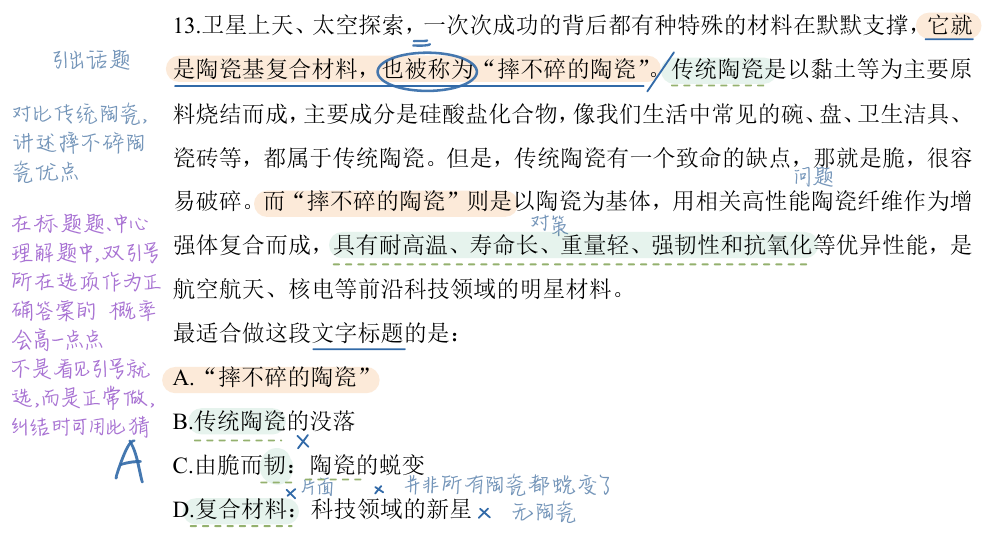 13.卫星上天、太空探索，一次次成功的背后都有种特殊的材料在默默支撑，它就
引出话题
是陶瓷基复合材料，也被称为“摔不碎的陶瓷”。传统陶瓷是以黏土等为主要原
对比传统陶瓷,
料烧结而成，主要成分是硅酸盐化合物，像我们生活中常见的碗、盘、卫生洁具、
讲述摔不碎陶
瓷砖等，都属于传统陶瓷。但是，传统陶瓷有一个致命的缺点，那就是脆，很容
瓷优点
问题
易破碎。而“摔不碎的陶瓷”则是以陶瓷为基体，用相关高性能陶瓷纤维作为增
对策
在标题题、中心
强体复合而成，具有耐高温、寿命长、重量轻、强韧性和抗氧化等优异性能，是
理解题中,双引号
所在选项作为正
航空航天、核电等前沿科技领域的明星材料。
确答案的 概率
最适合做这段文字标题的是：
会高一点点
不是看见引号就
A.“摔不碎的陶瓷”
选,而是正常做,
B.传统陶瓷的没落
纠结时可用此猜
×
A
C.由脆而韧：陶瓷的蜕变
×片面
× 并非所有陶瓷都蜕变了
D.复合材料：科技领域的新星× 无陶瓷